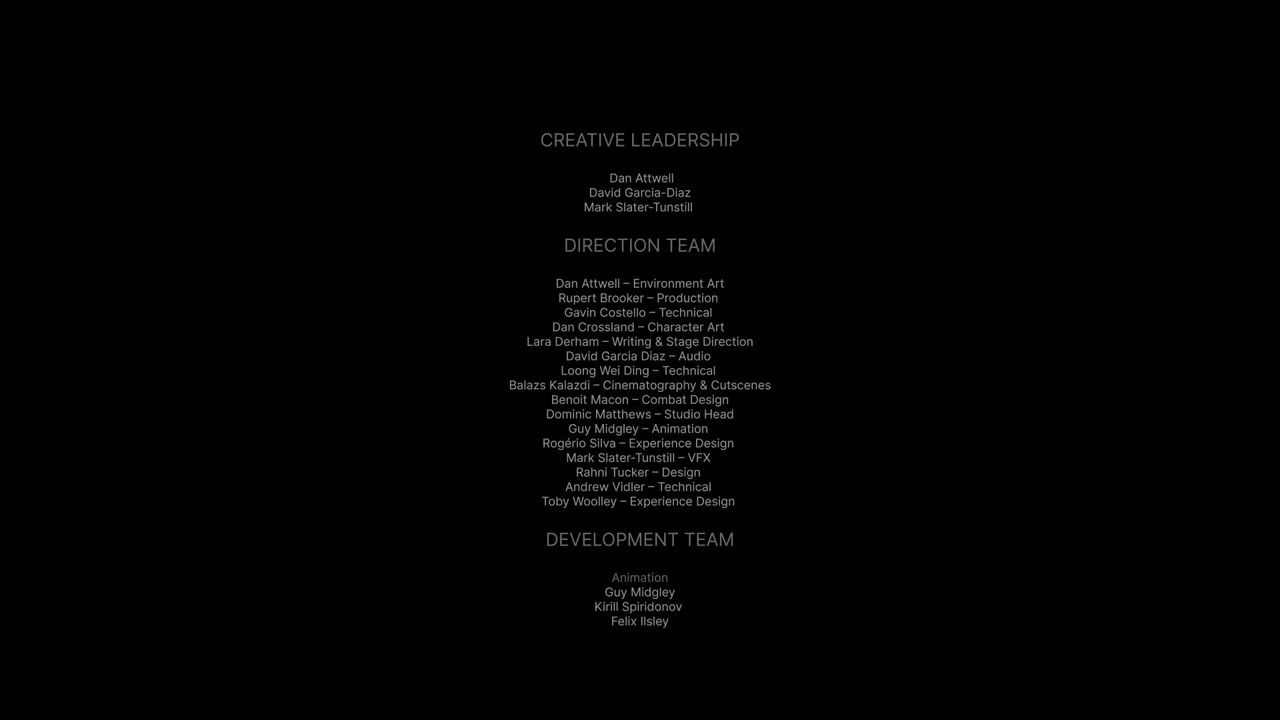 CREATIVE LEADERSHIP
Dan Attwell
David Garcia-Diaz
Mark Slater-Tunstill
DIRECTION TEAM
Dan Attwell – Environment Art
Rupert Brooker – Production
Gavin Costello – Technical
Dan Crossland – Character Art
Lara Derham – Writing & Stage Direction
David Garcia Diaz – Audio
Loong Wei Ding – Technical
Balazs Kalazdi – Cinematography & Cutscenes
Benoit Macon – Combat Design
Dominic Matthews – Studio Head
Guy Midgley – Animation
Rogério Silva – Experience Design
Mark Slater-Tunstill – VFX
Rahni Tucker – Design
Andrew Vidler – Technical
Toby Woolley – Experience Design
DEVELOPMENT TEAM
Animation
Guy Midgley
Kirill Spiridonov
Felix Ilsley